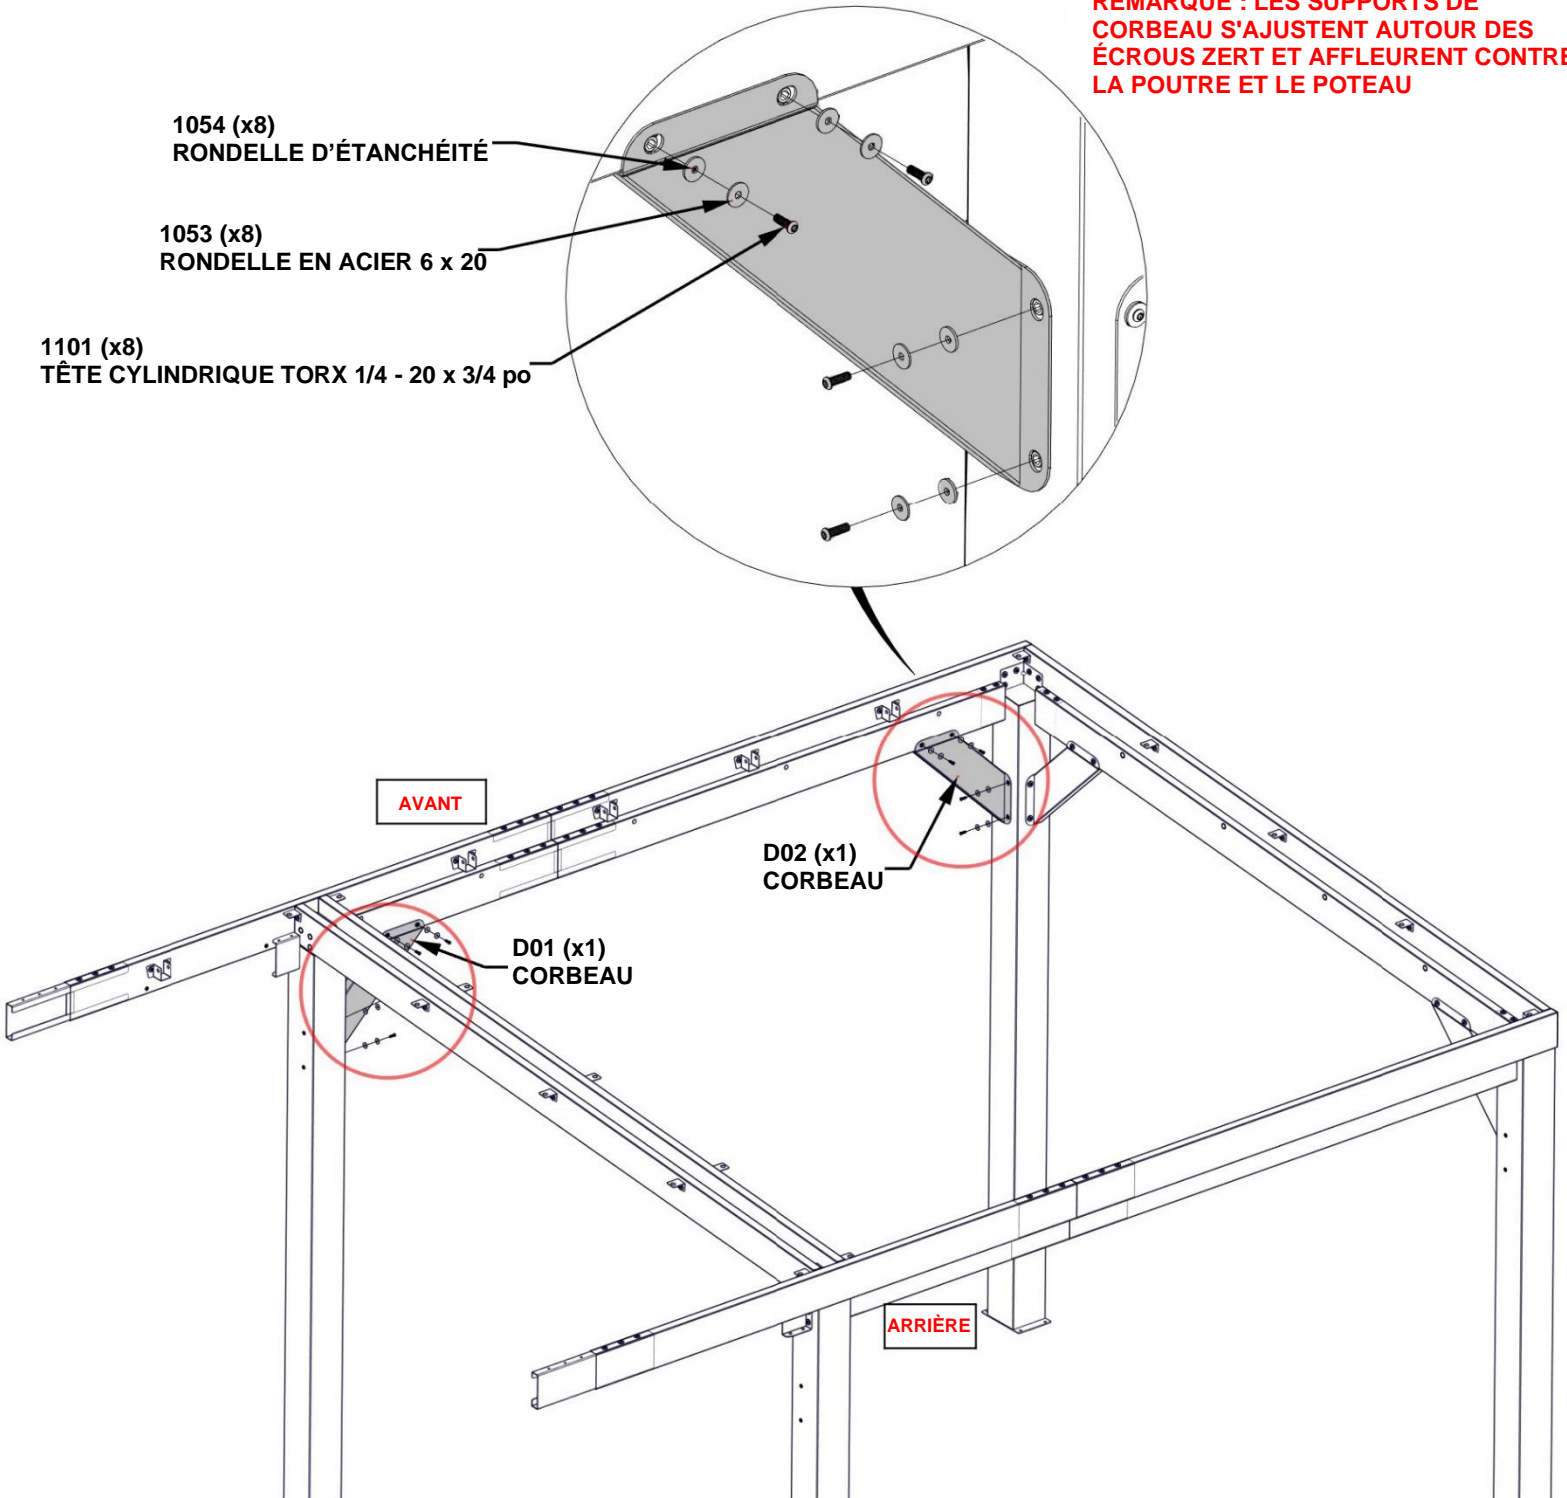 REMARQUE : LES SUPPORTS DE
CORBEAU S'AJUSTENT AUTOUR DES
ÉCROUS ZERT ET AFFLEURENT CONTRE
LA POUTRE ET LE POTEAU
1054 (x8)
RONDELLE D'ÉTANCHÉITÉ
1053 (x8)
RONDELLE EN ACIER 6 x 20
1101 (x8)
TÊTE CYLINDRIQUE TORX 1/4 - 20 x 3/4 po
AVANT
D02 (x1)
CORBEAU
D01 (x1)
CORBEAU
ARRIÈRE